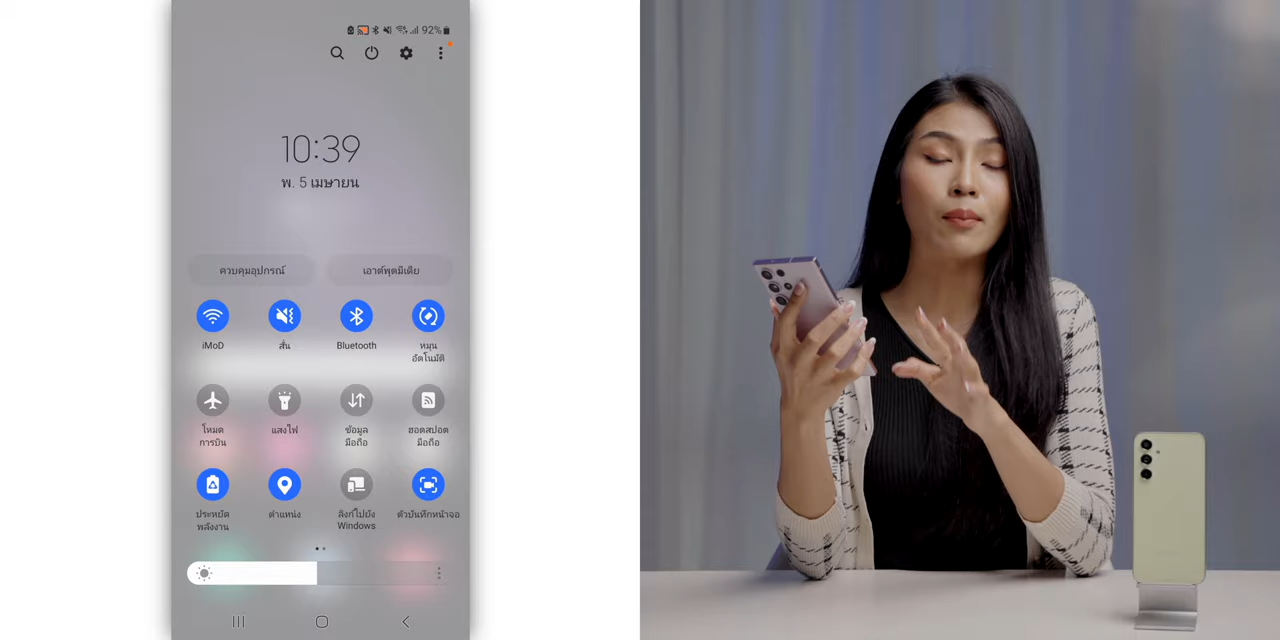 92%
10:39
พ. 5 เมษายน
ควบคุมอุปกรณ์ เอาต์พุตมีเดีย
iMoD สั่น Bluetooth หมุน
อัตโนมัติ
โหมด แสงไฟ ข้อมูล ฮอตสปอต
การบิน มือถือ มือถือ
ประหยัด ตำแหน่ง ลิงก์ไปยัง ตัวบันทึกหน้าจอ
พลังงาน Windows